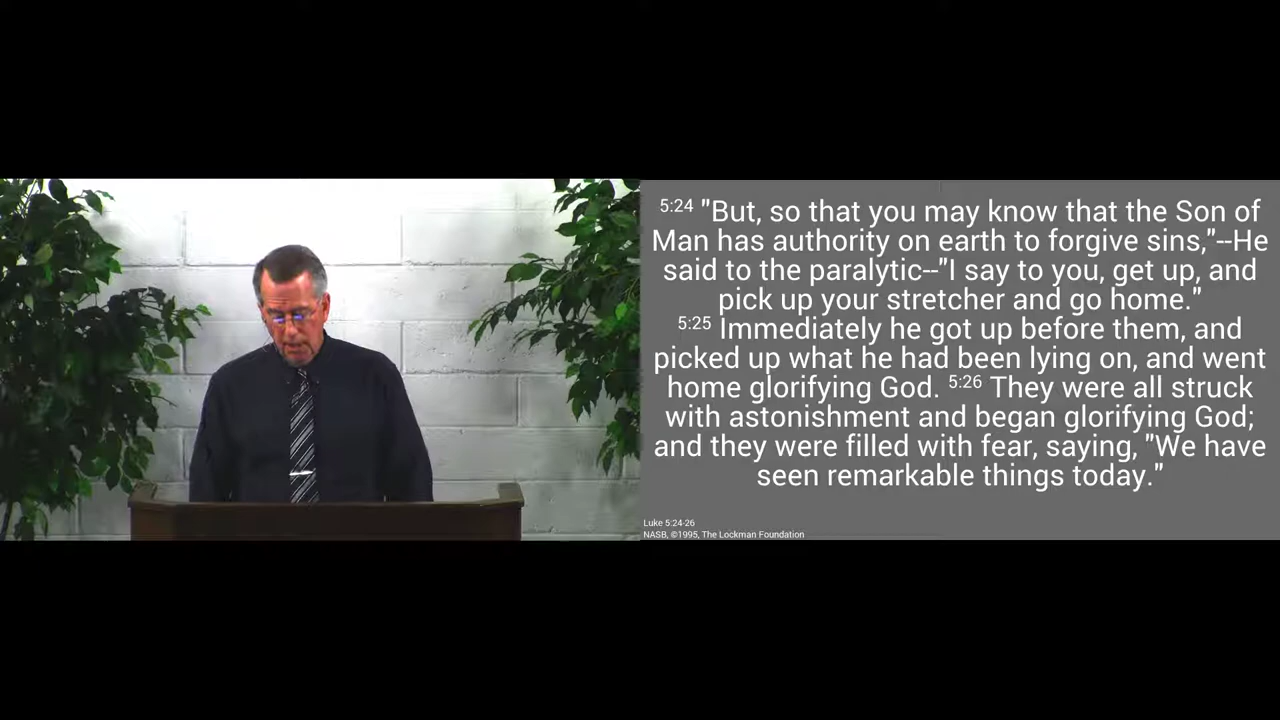 5:24 "But, so that you may know that the Son of
Man has authority on earth to forgive sins,"--He
said to the paralytic--"I say to you, get up, and
pick up your stretcher and go home."
5:25 Immediately he got up before them, and
picked up what he had been lying on, and went
home glorifying God. 5:26 They were all struck
with astonishment and began glorifying God;
and they were filled with fear, saying, "We have
seen remarkable things today."
Luke 5:24-26
NASB, ©1995, The Lockman Foundation